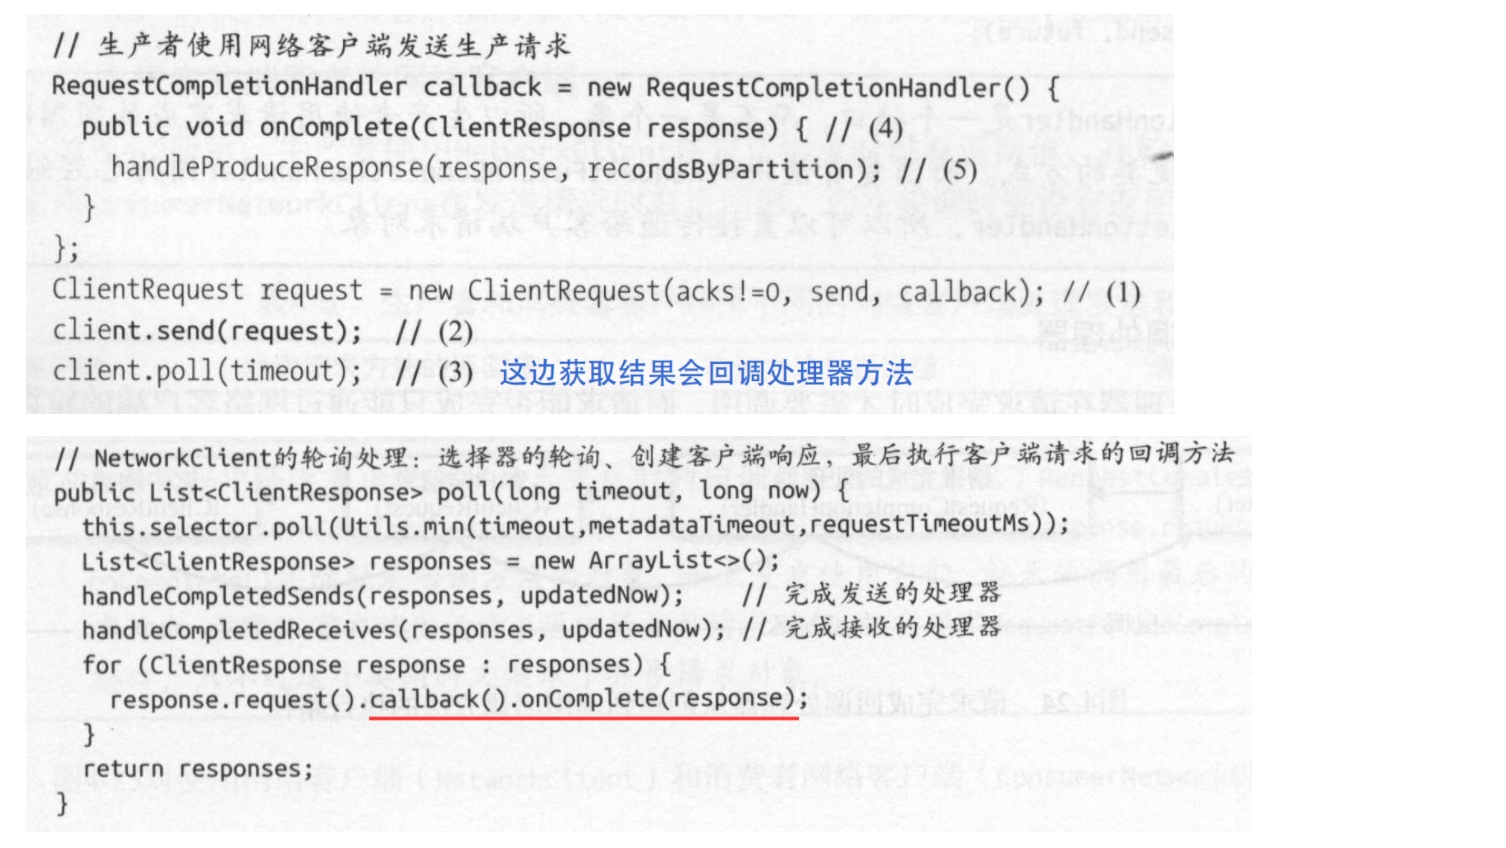 // 生产者使用网络客户端发送生产请求
RequestCompletionHandler callback = new RequestCompletionHandler() {
public void onComplete(ClientResponse response) { // (4)
handleProduceResponse(response, recordsByPartition); // (5)
}
};
ClientRequest request = new ClientRequest(acks!=0, send, callback); // (1)
client.send(request); // (2)
client.poll(timeout); // (3) 这边获取结果会回调处理器方法
// NetworkClient的轮询处理：选择器的轮询、创建客户端响应，最后执行客户端请求的回调方法
public List<ClientResponse> poll(long timeout, long now) {
this.selector.poll(Utils.min(timeout,metadataTimeout,requestTimeoutMs));
List<ClientResponse> responses = new ArrayList<>();
handleCompletedSends(responses, updatedNow); // 完成发送的处理器
handleCompletedReceives(responses, updatedNow); // 完成接收的处理器
for (ClientResponse response : responses) {
response.request().callback().onComplete(response);
}
return responses;
}